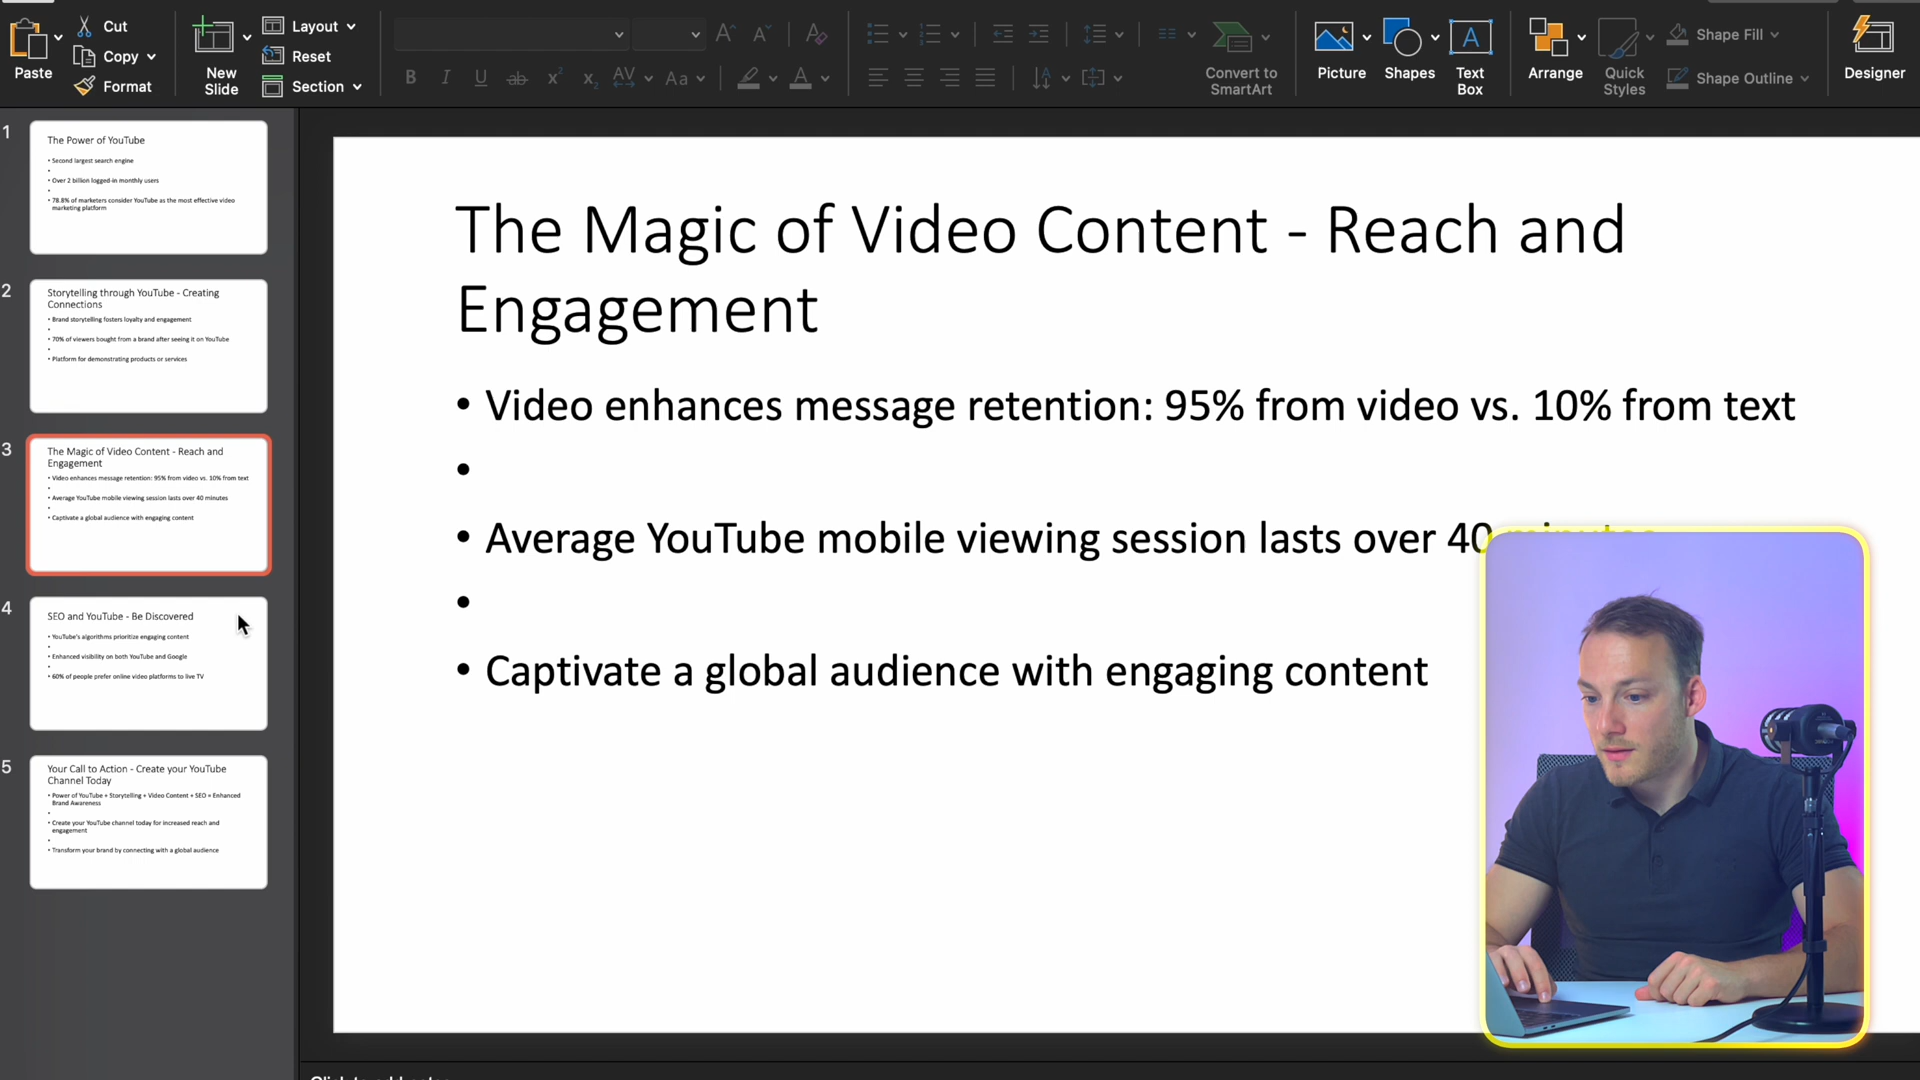 Cut
Layout
Paste
Copy
New
Slide
Reset
Format
Section
B I U ab x² x₂ AV Aa A
Convert to
SmartArt
Picture
Shapes
A
Text
Box
Arrange
Quick
Styles
Shape Fill
Shape Outline
Designer
1
The Power of YouTube
• Second largest search engine
•
• Over 2 billion logged-in monthly users
•
• 78.8% of marketers consider YouTube as the most effective video
marketing platform
2
Storytelling through YouTube - Creating
Connections
• Brand storytelling fosters loyalty and engagement
•
• 70% of viewers bought from a brand after seeing it on YouTube
•
• Platform for demonstrating products or services
3
The Magic of Video Content - Reach and
Engagement
• Video enhances message retention: 95% from video vs. 10% from text
•
• Average YouTube mobile viewing session lasts over 40 minutes
•
• Captivate a global audience with engaging content
4
SEO and YouTube - Be Discovered
• YouTube's algorithms prioritize engaging content
•
• Enhanced visibility on both YouTube and Google
•
• 60% of people prefer online video platforms to live TV
5
Your Call to Action - Create your YouTube
Channel Today
• Power of YouTube + Storytelling + Video Content + SEO = Enhanced
Brand Awareness
•
• Create your YouTube channel today for increased reach and
engagement
•
• Transform your brand by connecting with a global audience
The Magic of Video Content - Reach and
Engagement
• Video enhances message retention: 95% from video vs. 10% from text
•
• Average YouTube mobile viewing session lasts over 40 minutes
•
• Captivate a global audience with engaging content
Click to add notes